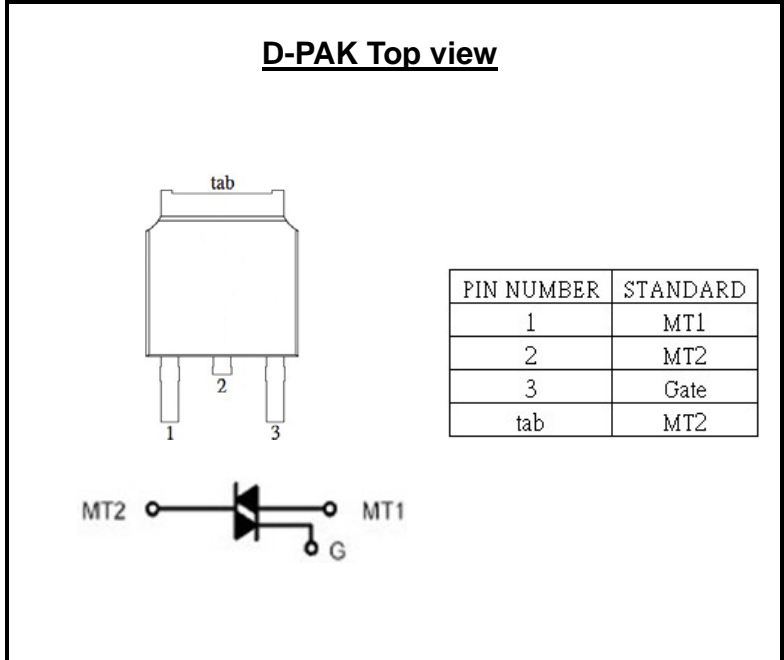 D-PAK Top view
tab
2
1 3
PIN NUMBER STANDARD
1 MT1
2 MT2
3 Gate
tab MT2
MT2 MT1
G